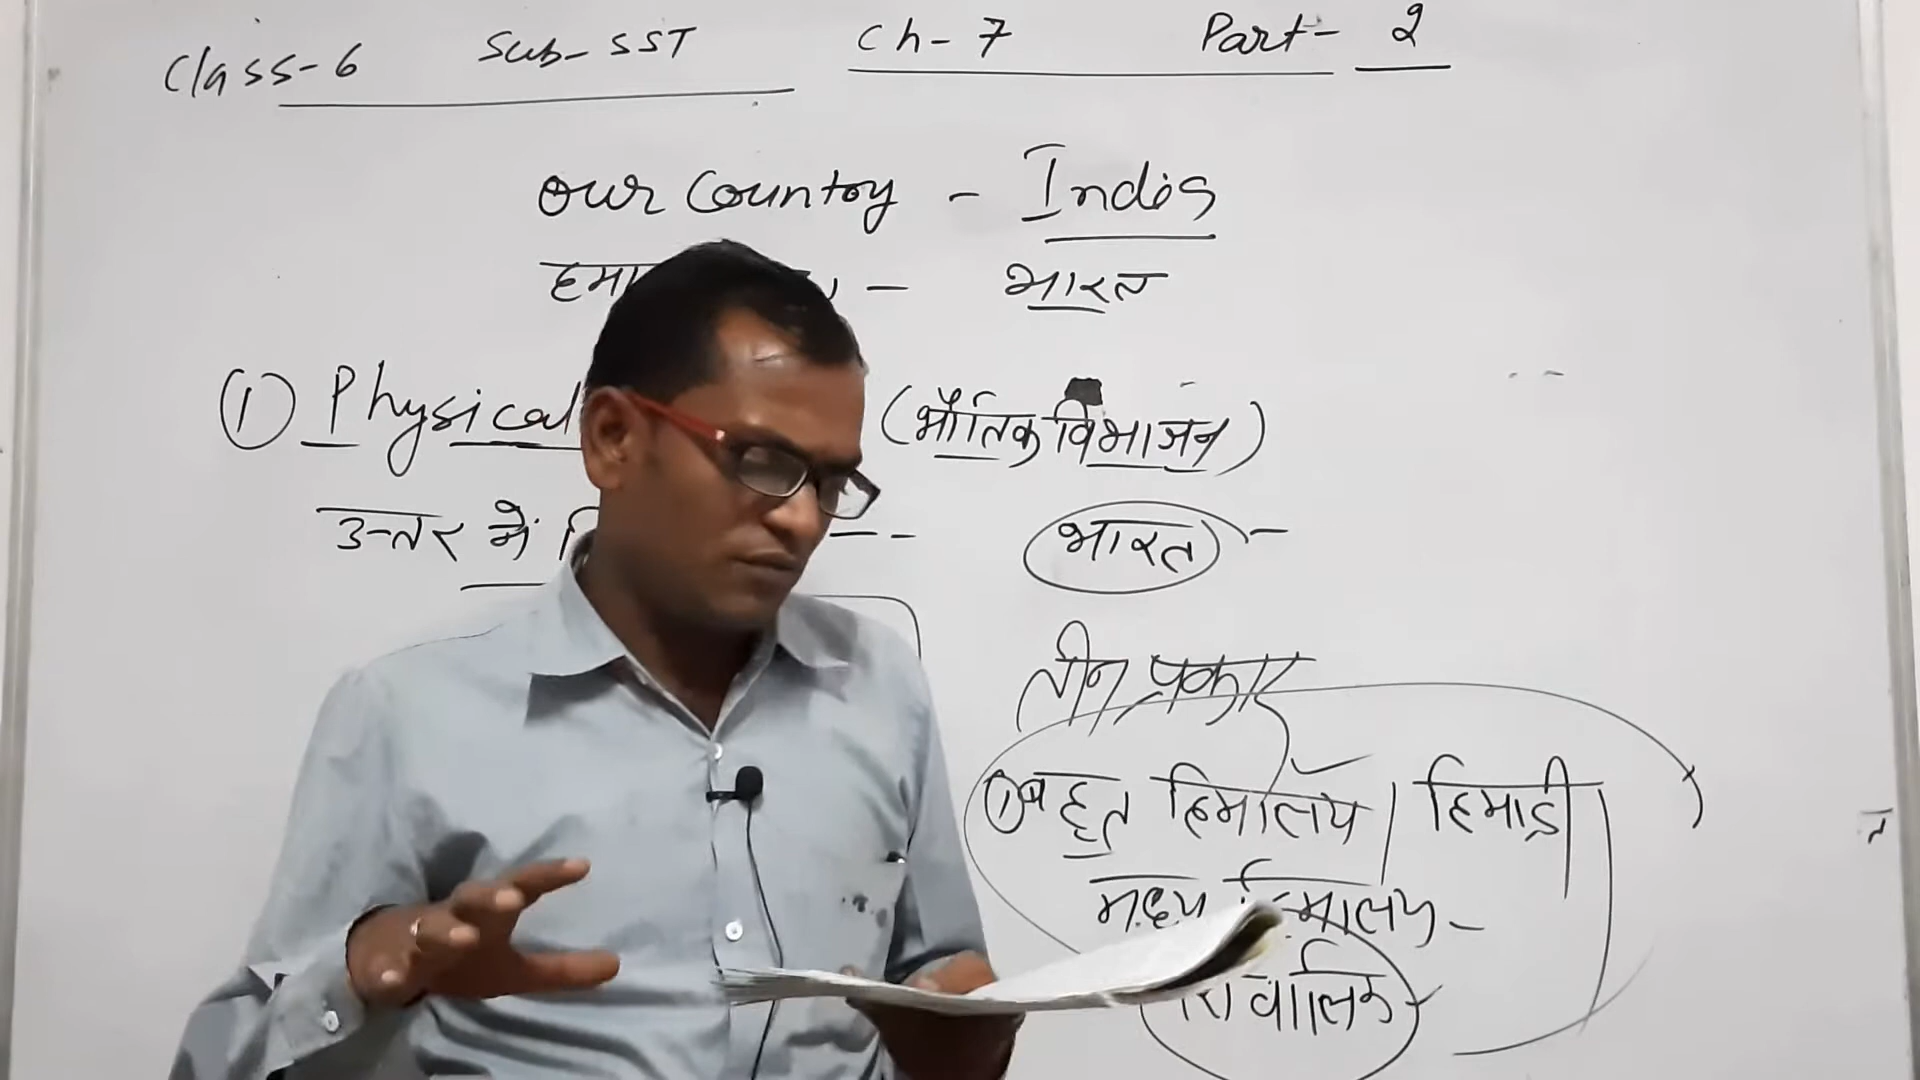 Class-6 Sub-SST Ch-7 Part-2
Our Country - India
- भारत
① Physical (भौतिक विभाजन)
उत्तर में -- भारत -
तीन प्रकार
① बृहत हिमालय / हिमाद्री
मध्य हिमालय -
शिवालिक